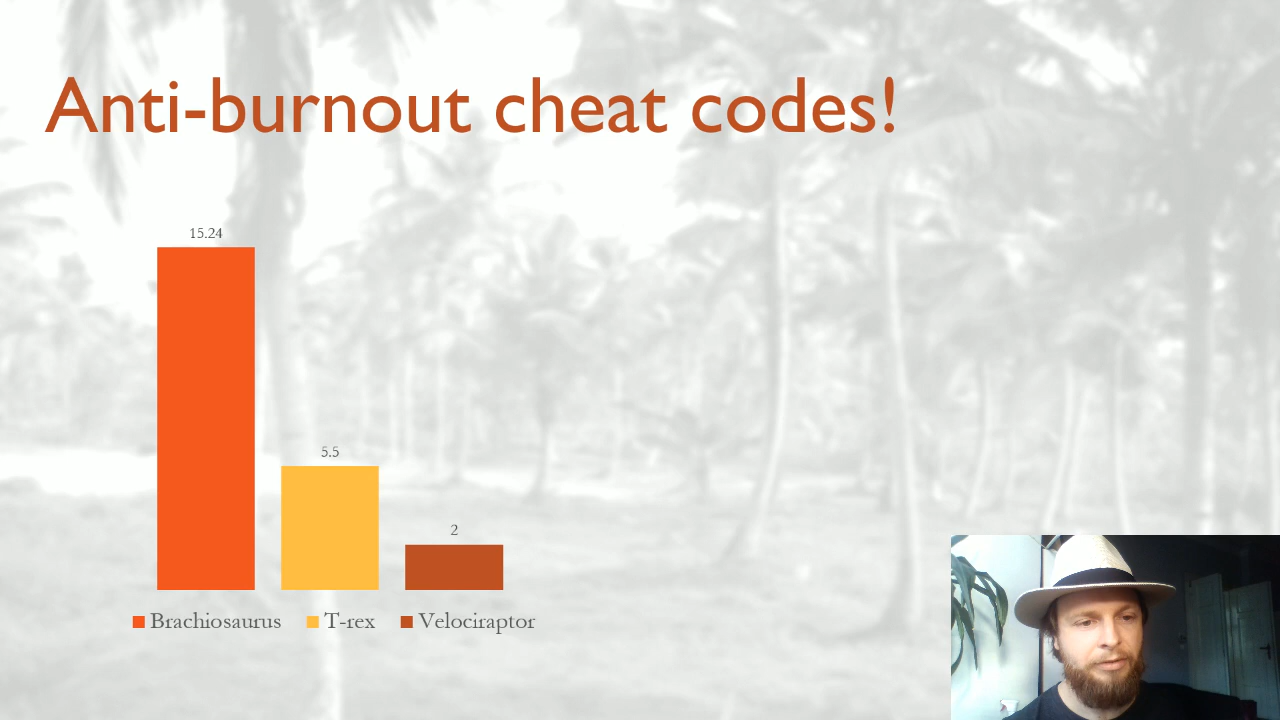 Anti-burnout cheat codes!
15.24
5.5
2
Brachiosaurus T-rex Velociraptor